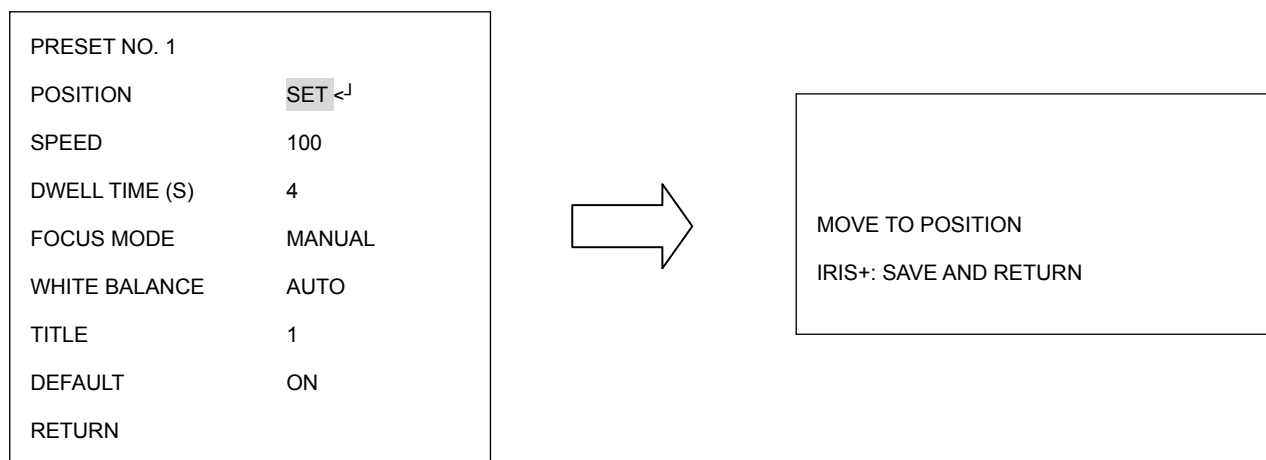 PRESET NO. 1
POSITION SET <┘
SPEED 100
DWELL TIME (S) 4
FOCUS MODE MANUAL
WHITE BALANCE AUTO
TITLE 1
DEFAULT ON
RETURN
MOVE TO POSITION
IRIS+: SAVE AND RETURN